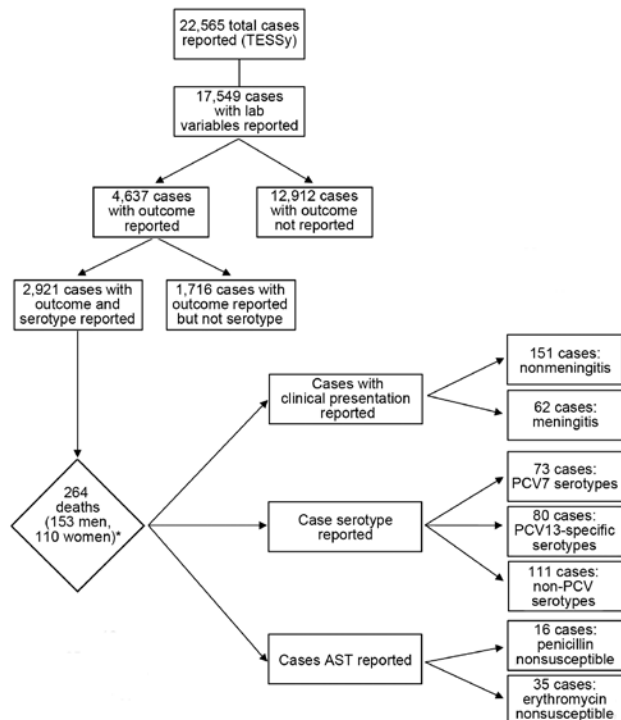 22,565 total cases
reported (TESSy)
17,549 cases
with lab
variables reported
4,637 cases
with outcome
reported
12,912 cases
with outcome
not reported
2,921 cases with
outcome and
serotype reported
1,716 cases with
outcome reported
but not serotype
264
deaths
(153 men,
110 women)*
Cases with
clinical presentation
reported
151 cases:
nonmeningitis
62 cases:
meningitis
Case serotype
reported
73 cases:
PCV7 serotypes
80 cases:
PCV13-specific
serotypes
111 cases:
non-PCV
serotypes
Cases AST reported
16 cases:
penicillin
nonsusceptible
35 cases:
erythromycin
nonsusceptible